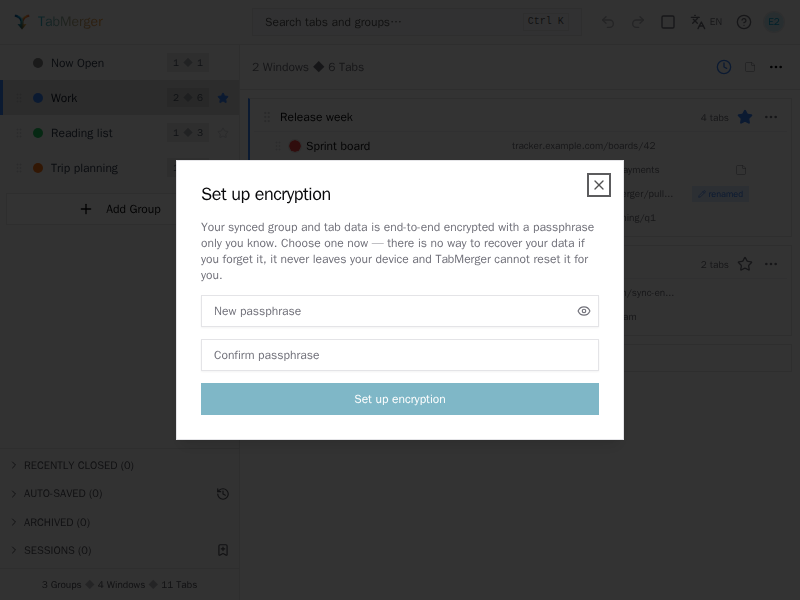 TabMerger
Search tabs and groups···
Ctrl K
EN
E2
Now Open
1 ◆ 1
Work
2 ◆ 6
Reading list
1 ◆ 3
Trip planning
Add Group
2 Windows ◆ 6 Tabs
Release week
4 tabs
Sprint board
tracker.example.com/boards/42
renamed
2 tabs
Set up encryption
Your synced group and tab data is end-to-end encrypted with a passphrase
only you know. Choose one now — there is no way to recover your data if
you forget it, it never leaves your device and TabMerger cannot reset it for
you.
New passphrase
Confirm passphrase
Set up encryption
RECENTLY CLOSED (0)
AUTO-SAVED (0)
ARCHIVED (0)
SESSIONS (0)
3 Groups ◆ 4 Windows ◆ 11 Tabs